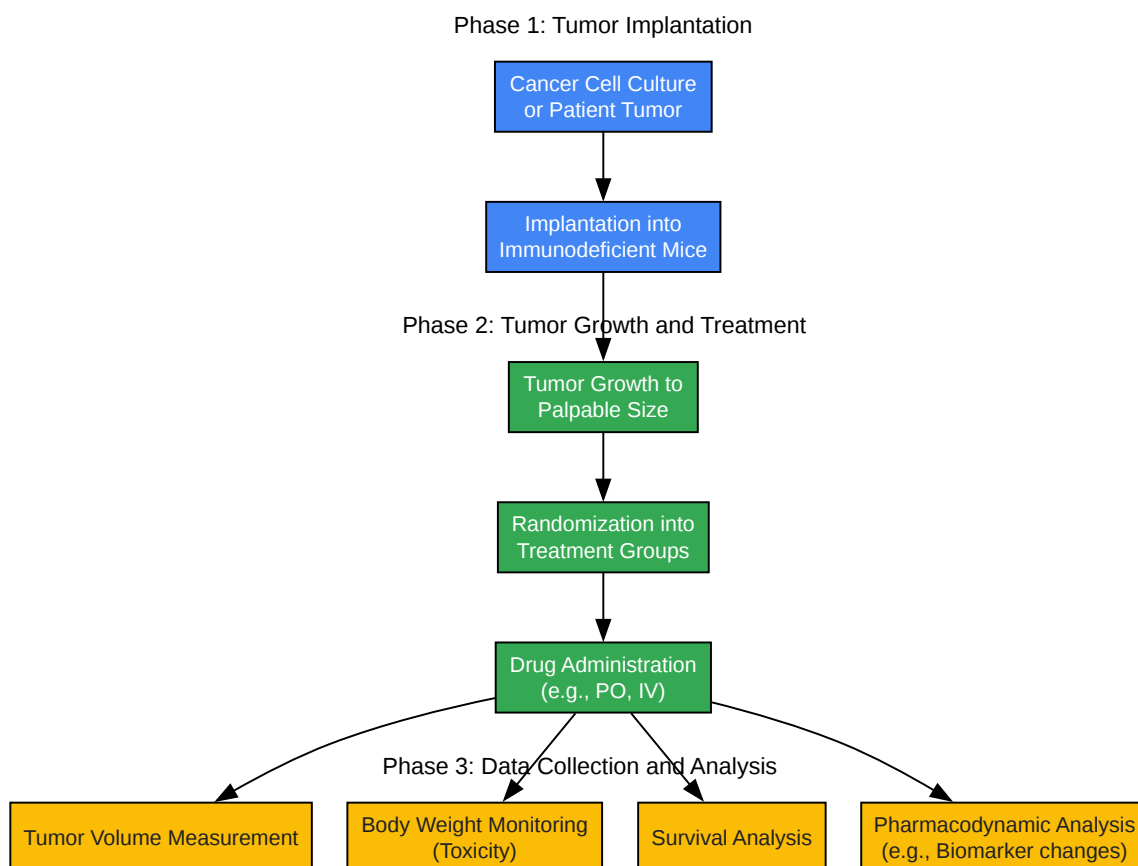 Phase 1: Tumor Implantation
Cancer Cell Culture
or Patient Tumor
Implantation into
Immunodeficient Mice
Phase 2: Tumor Growth and Treatment
Tumor Growth to
Palpable Size
Randomization into
Treatment Groups
Drug Administration
(e.g., PO, IV)
Phase 3: Data Collection and Analysis
Tumor Volume Measurement
Body Weight Monitoring
(Toxicity)
Survival Analysis
Pharmacodynamic Analysis
(e.g., Biomarker changes)